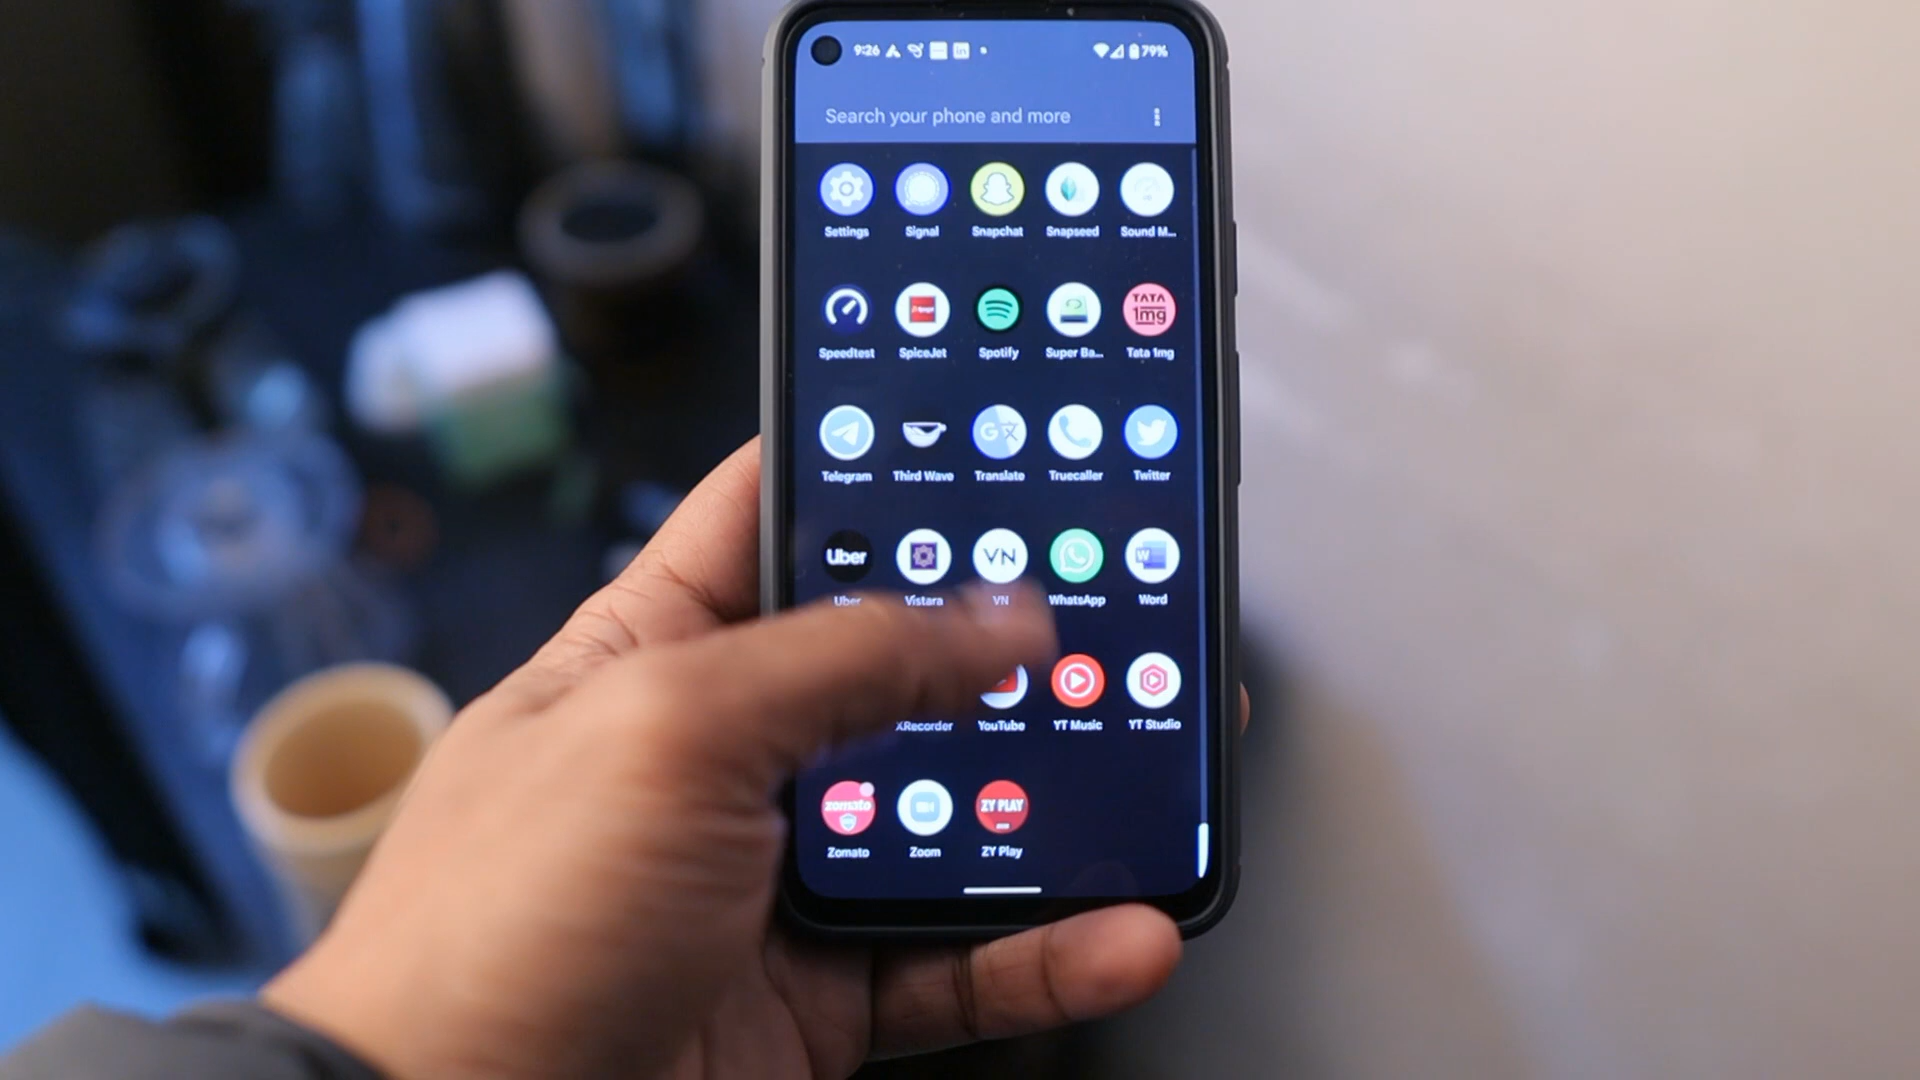 9:26 79%
Search your phone and more
Settings Signal Snapchat Snapseed Sound M...
TATA
1mg
Speedtest SpiceJet Spotify Super Ba... Tata 1mg
Telegram Third Wave Translate Truecaller Twitter
Uber VN W
Uber Vistara VN WhatsApp Word
XRecorder YouTube YT Music YT Studio
zomato ZY PLAY
Zomato Zoom ZY Play